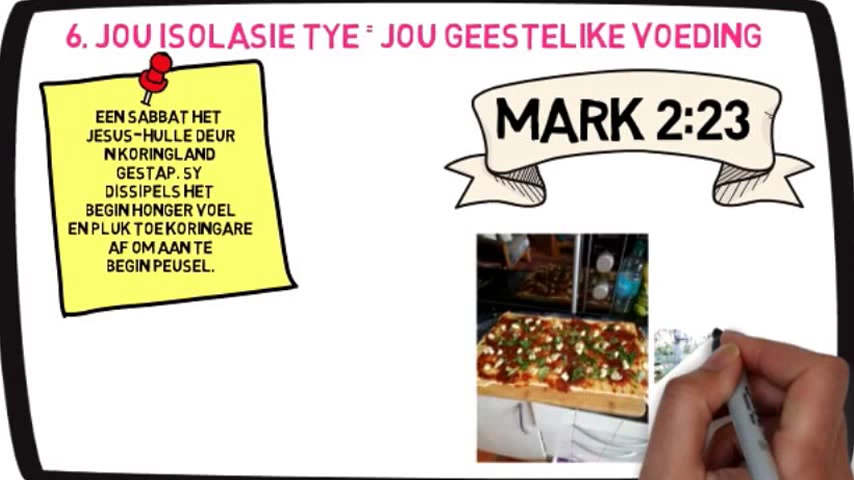 6. JOU ISOLASIE TYE = JOU GEESTELIKE VOEDING
EEN SABBAT HET
JESUS-HULLE DEUR
N KORINGLAND
GESTAP. SY
DISSIPELS HET
BEGIN HONGER VOEL
EN PLUK TOE KORINGARE
AF OM AAN TE
BEGIN PEUSEL.
MARK 2:23